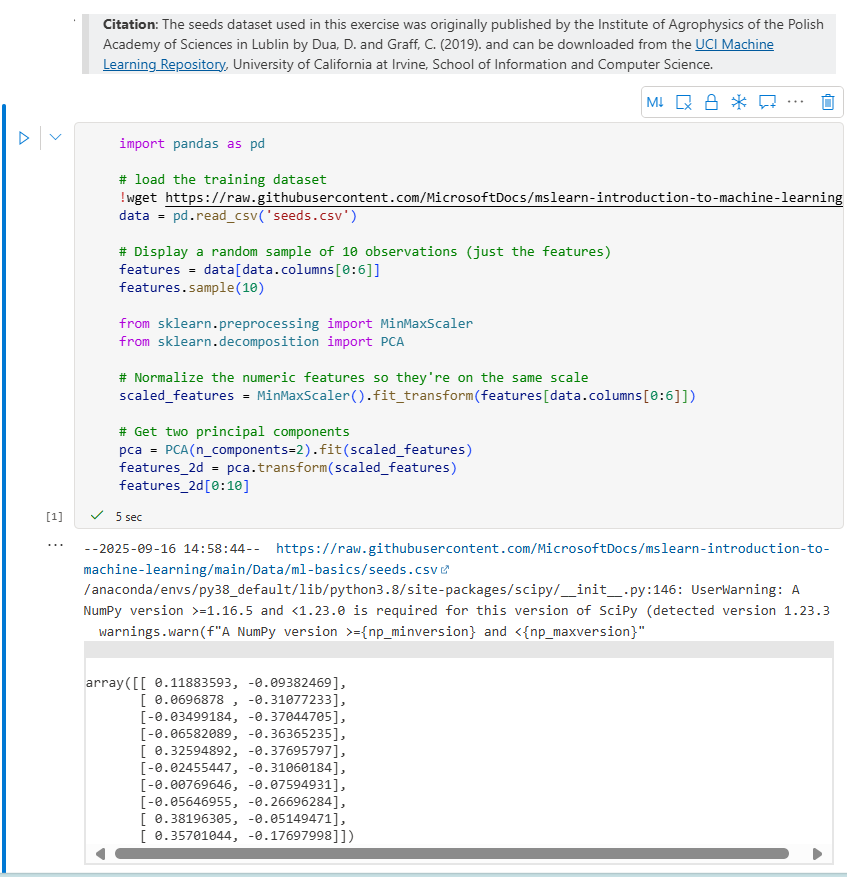 Citation: The seeds dataset used in this exercise was originally published by the Institute of Agrophysics of the Polish
Academy of Sciences in Lublin by Dua, D. and Graff, C. (2019). and can be downloaded from the UCI Machine
Learning Repository, University of California at Irvine, School of Information and Computer Science.
M↓
import pandas as pd
# load the training dataset
!wget https://raw.githubusercontent.com/MicrosoftDocs/mslearn-introduction-to-machine-learning
data = pd.read_csv('seeds.csv')
# Display a random sample of 10 observations (just the features)
features = data[data.columns[0:6]]
features.sample(10)
from sklearn.preprocessing import MinMaxScaler
from sklearn.decomposition import PCA
# Normalize the numeric features so they're on the same scale
scaled_features = MinMaxScaler().fit_transform(features[data.columns[0:6]])
# Get two principal components
pca = PCA(n_components=2).fit(scaled_features)
features_2d = pca.transform(scaled_features)
features_2d[0:10]
[1]
5 sec
--2025-09-16 14:58:44--  https://raw.githubusercontent.com/MicrosoftDocs/mslearn-introduction-to-
machine-learning/main/Data/ml-basics/seeds.csv
/anaconda/envs/py38_default/lib/python3.8/site-packages/scipy/__init__.py:146: UserWarning: A
NumPy version >=1.16.5 and <1.23.0 is required for this version of SciPy (detected version 1.23.3
  warnings.warn(f"A NumPy version >={np_minversion} and <{np_maxversion}"
array([[ 0.11883593, -0.09382469],
       [ 0.0696878 , -0.31077233],
       [-0.03499184, -0.37044705],
       [-0.06582089, -0.36365235],
       [ 0.32594892, -0.37695797],
       [-0.02455447, -0.31060184],
       [-0.00769646, -0.07594931],
       [-0.05646955, -0.26696284],
       [ 0.38196305, -0.05149471],
       [ 0.35701044, -0.17697998]])